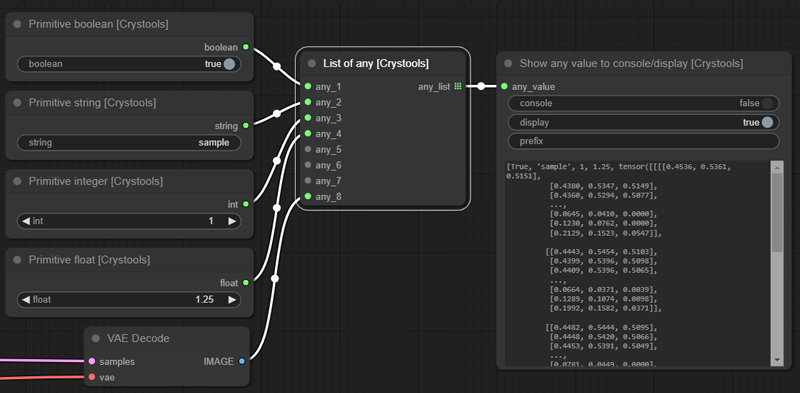 Primitive boolean [Crystools]
boolean
boolean true
Primitive string [Crystools]
string
string sample
Primitive integer [Crystools]
int
int 1
Primitive float [Crystools]
float
float 1.25
VAE Decode
samples IMAGE
vae
List of any [Crystools]
any_1 any_list
any_2
any_3
any_4
any_5
any_6
any_7
any_8
Show any value to console/display [Crystools]
any_value
console false
display true
prefix
[True, 'sample', 1, 1.25, tensor([[[[0.4536, 0.5361,
0.5151],
[0.4380, 0.5347, 0.5149],
[0.4360, 0.5294, 0.5077],
...,
[0.0645, 0.0410, 0.0000],
[0.1230, 0.0762, 0.0000],
[0.2129, 0.1523, 0.0547]],
[[0.4443, 0.5454, 0.5103],
[0.4399, 0.5396, 0.5098],
[0.4409, 0.5396, 0.5065],
...,
[0.0664, 0.0371, 0.0039],
[0.1289, 0.1074, 0.0098],
[0.1992, 0.1582, 0.0371]],
[[0.4482, 0.5444, 0.5095],
[0.4448, 0.5420, 0.5066],
[0.4453, 0.5391, 0.5049],
...,
[0.0781, 0.0449, 0.0000],